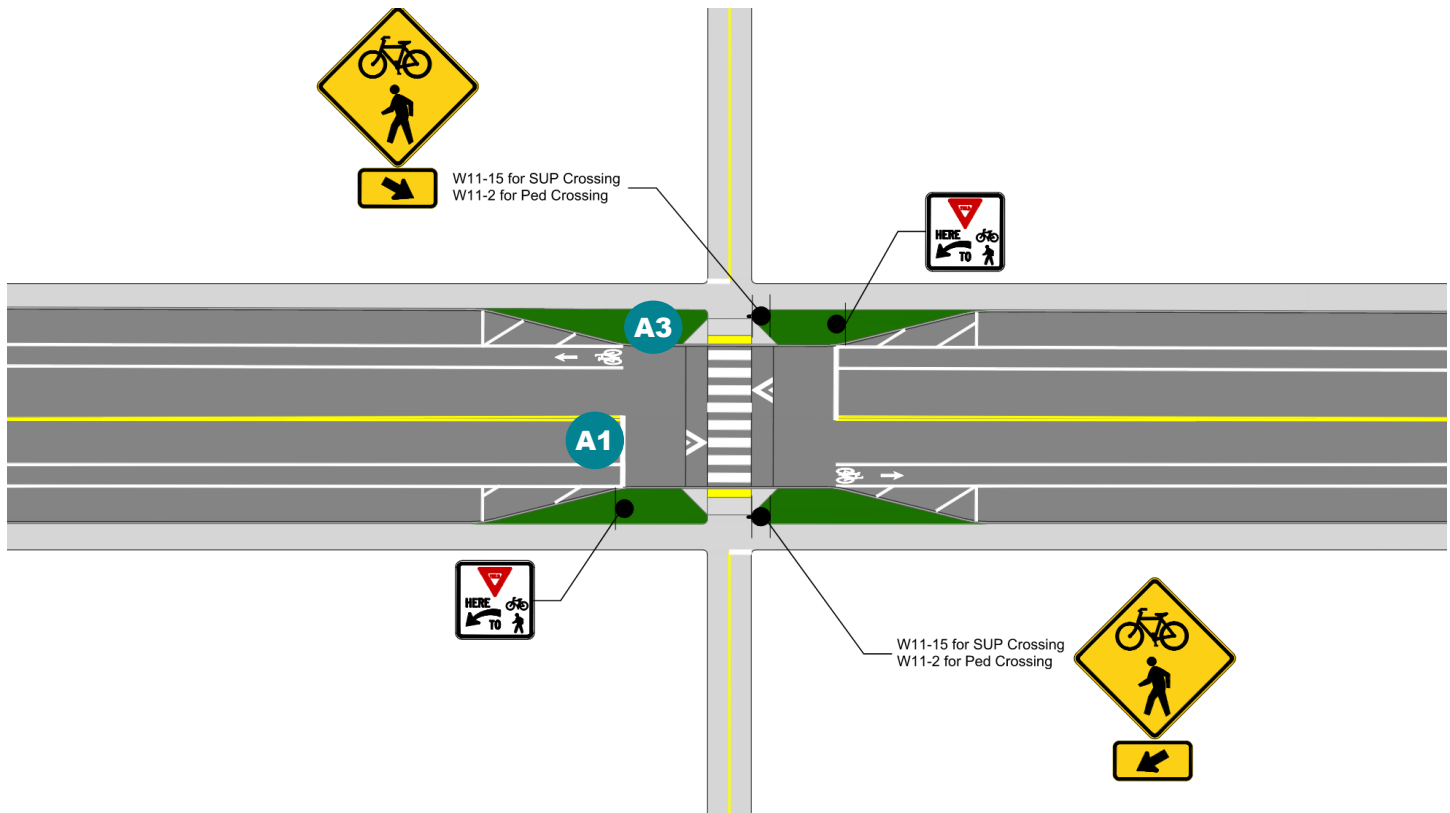 W11-15 for SUP Crossing
W11-2 for Ped Crossing
HERE
TO
A3
A1
HERE
TO
W11-15 for SUP Crossing
W11-2 for Ped Crossing